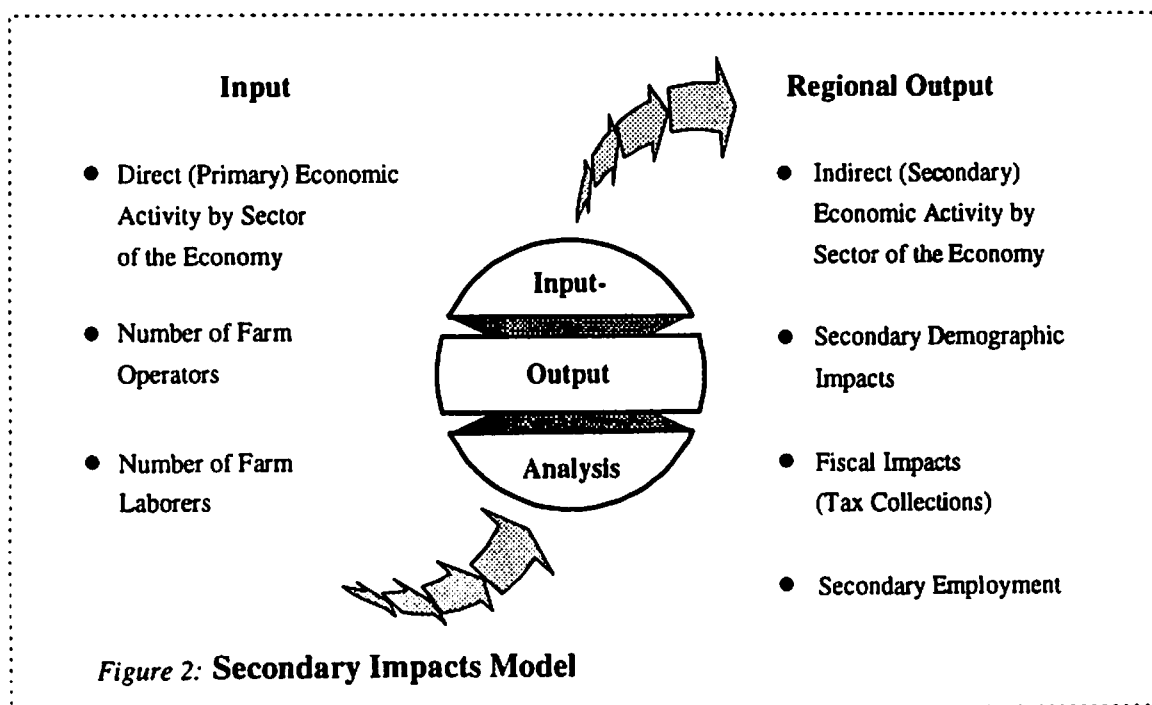 Input
● Direct (Primary) Economic
Activity by Sector
of the Economy
● Number of Farm
Operators
● Number of Farm
Laborers
Input-
Output
Analysis
Regional Output
● Indirect (Secondary)
Economic Activity by
Sector of the Economy
● Secondary Demographic
Impacts
● Fiscal Impacts
(Tax Collections)
● Secondary Employment
Figure 2: Secondary Impacts Model